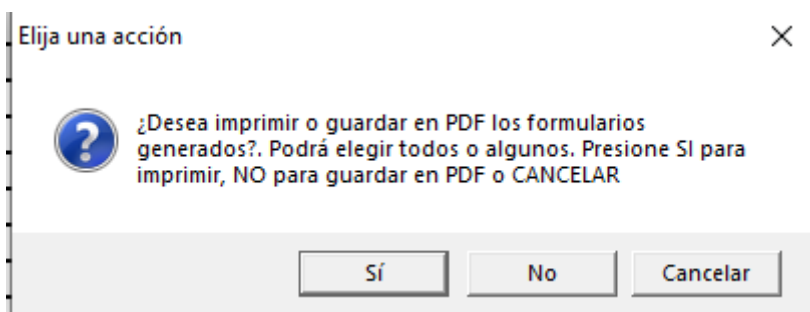 Elija una acción
¿Desea imprimir o guardar en PDF los formularios
generados?. Podrá elegir todos o algunos. Presione SI para
imprimir, NO para guardar en PDF o CANCELAR
Sí
No
Cancelar